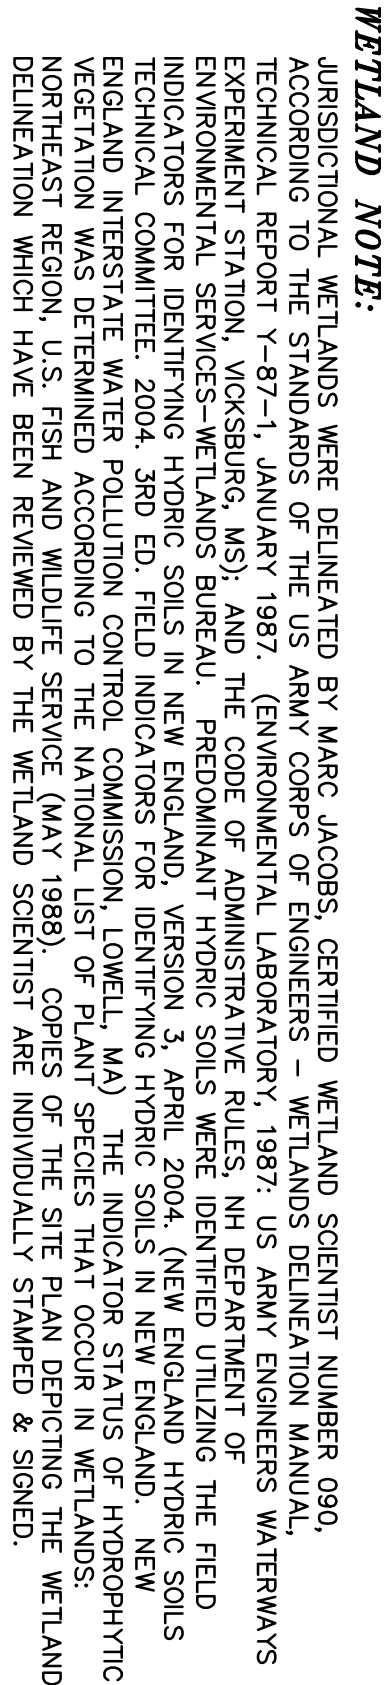 WETLAND NOTE:
JURISDICTIONAL WETLANDS WERE DELINEATED BY MARC JACOBS, CERTIFIED WETLAND SCIENTIST NUMBER 090,
ACCORDING TO THE STANDARDS OF THE US ARMY CORPS OF ENGINEERS – WETLANDS DELINEATION MANUAL,
TECHNICAL REPORT Y–87–1, JANUARY 1987. (ENVIRONMENTAL LABORATORY, 1987: US ARMY ENGINEERS WATERWAYS
EXPERIMENT STATION, VICKSBURG, MS); AND THE CODE OF ADMINISTRATIVE RULES, NH DEPARTMENT OF
ENVIRONMENTAL SERVICES–WETLANDS BUREAU. PREDOMINANT HYDRIC SOILS WERE IDENTIFIED UTILIZING THE FIELD
INDICATORS FOR IDENTIFYING HYDRIC SOILS IN NEW ENGLAND, VERSION 3, APRIL 2004. (NEW ENGLAND HYDRIC SOILS
TECHNICAL COMMITTEE. 2004. 3RD ED. FIELD INDICATORS FOR IDENTIFYING HYDRIC SOILS IN NEW ENGLAND. NEW
ENGLAND INTERSTATE WATER POLLUTION CONTROL COMMISSION, LOWELL, MA) THE INDICATOR STATUS OF HYDROPHYTIC
VEGETATION WAS DETERMINED ACCORDING TO THE NATIONAL LIST OF PLANT SPECIES THAT OCCUR IN WETLANDS:
NORTHEAST REGION, U.S. FISH AND WILDLIFE SERVICE (MAY 1988). COPIES OF THE SITE PLAN DEPICTING THE WETLAND
DELINEATION WHICH HAVE BEEN REVIEWED BY THE WETLAND SCIENTIST ARE INDIVIDUALLY STAMPED & SIGNED.